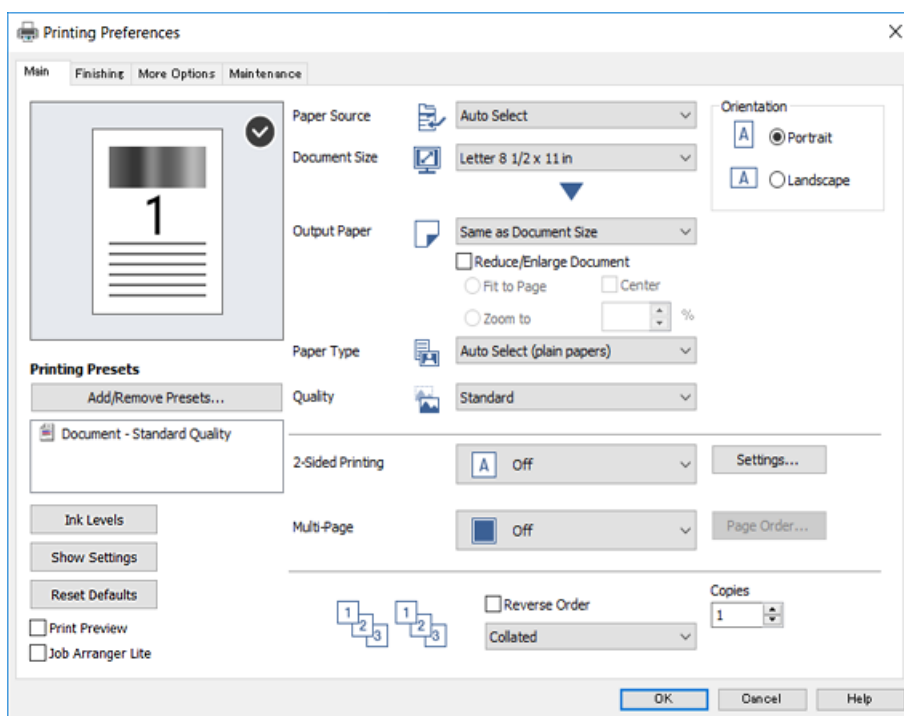 Printing Preferences
Main
Finishing
More Options
Maintenance
1
Printing Presets
Add/Remove Presets...
Document - Standard Quality
Ink Levels
Show Settings
Reset Defaults
Print Preview
Job Arranger Lite
Paper Source
Auto Select
Document Size
Letter 8 1/2 x 11 in
Output Paper
Same as Document Size
Reduce/Enlarge Document
Fit to Page
Center
Zoom to
%
Paper Type
Auto Select (plain papers)
Quality
Standard
2-Sided Printing
A
Off
Settings...
Multi-Page
Off
Page Order...
1
2
3
1
2
3
Reverse Order
Collated
Copies
1
Orientation
A
Portrait
A
Landscape
OK
Cancel
Help